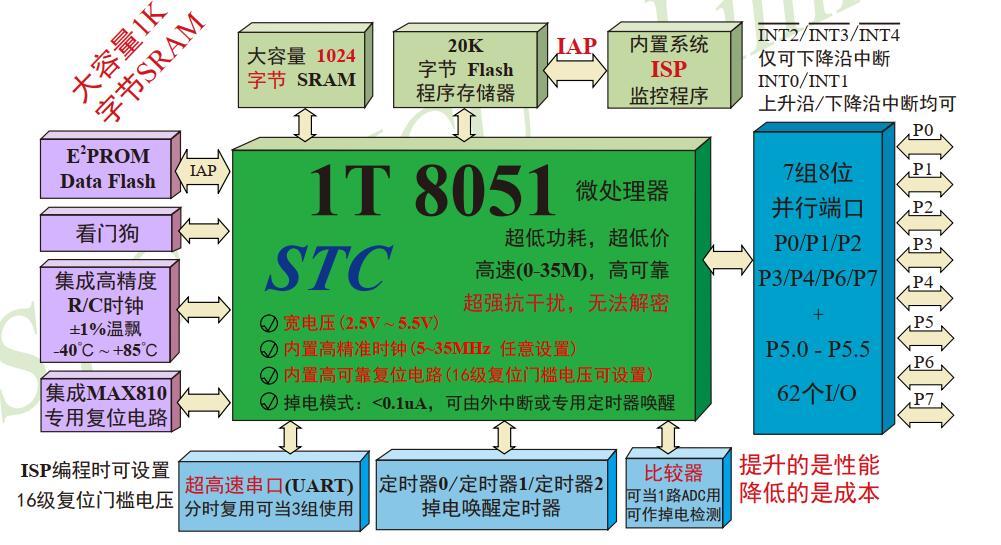 大容量1K
字节SRAM
大容量 1024
字节 SRAM
20K
字节 Flash
程序存储器
IAP
内置系统
ISP
监控程序
INT2/INT3/INT4
仅可下降沿中断
INT0/INT1
上升沿/下降沿中断均可
E²PROM
Data Flash
IAP
看门狗
集成高精度
R/C时钟
±1%温飘
-40℃ ~ +85℃
集成MAX810
专用复位电路
1T 8051 微处理器
STC
超低功耗，超低价
高速(0-35M)，高可靠
超强抗干扰，无法解密
宽电压(2.5V ~ 5.5V)
内置高精准时钟(5~35MHz 任意设置)
内置高可靠复位电路(16级复位门槛电压可设置)
掉电模式：<0.1uA，可由外中断或专用定时器唤醒
7组8位
并行端口
P0/P1/P2
P3/P4/P6/P7
+
P5.0 - P5.5
62个I/O
P0
P1
P2
P3
P4
P5
P6
P7
ISP编程时可设置
16级复位门槛电压
超高速串口(UART)
分时复用可当3组使用
定时器0/定时器1/定时器2
掉电唤醒定时器
比较器
可当1路ADC用
可作掉电检测
提升的是性能
降低的是成本